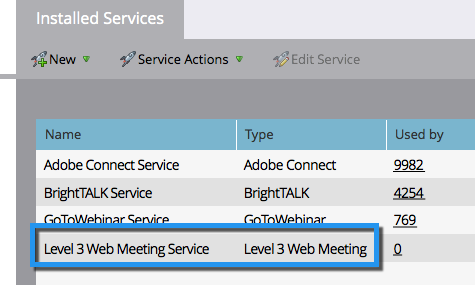 Installed Services
New Service Actions Edit Service
Name Type Used by
Adobe Connect Service Adobe Connect 9982
BrightTALK Service BrightTALK 4254
GoToWebinar Service GoToWebinar 769
Level 3 Web Meeting Service Level 3 Web Meeting 0